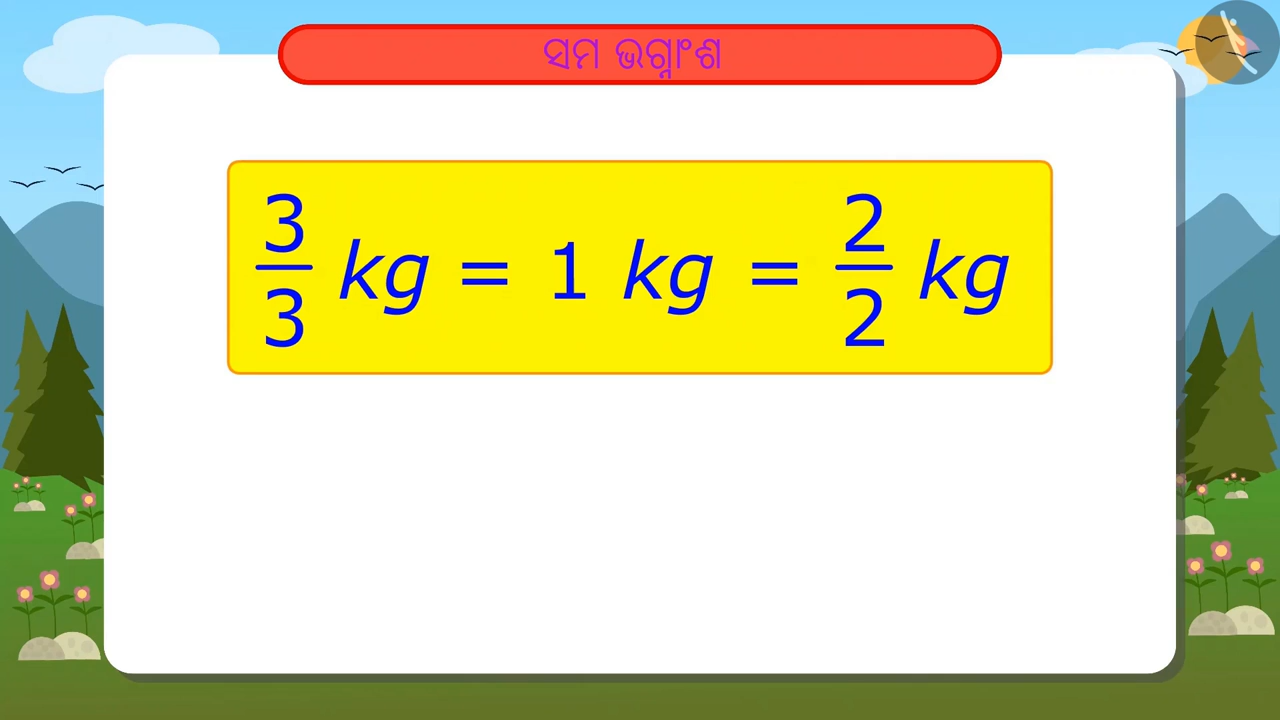 ସମ ଭଗ୍ନାଂଶ
3/3 kg = 1 kg = 2/2 kg